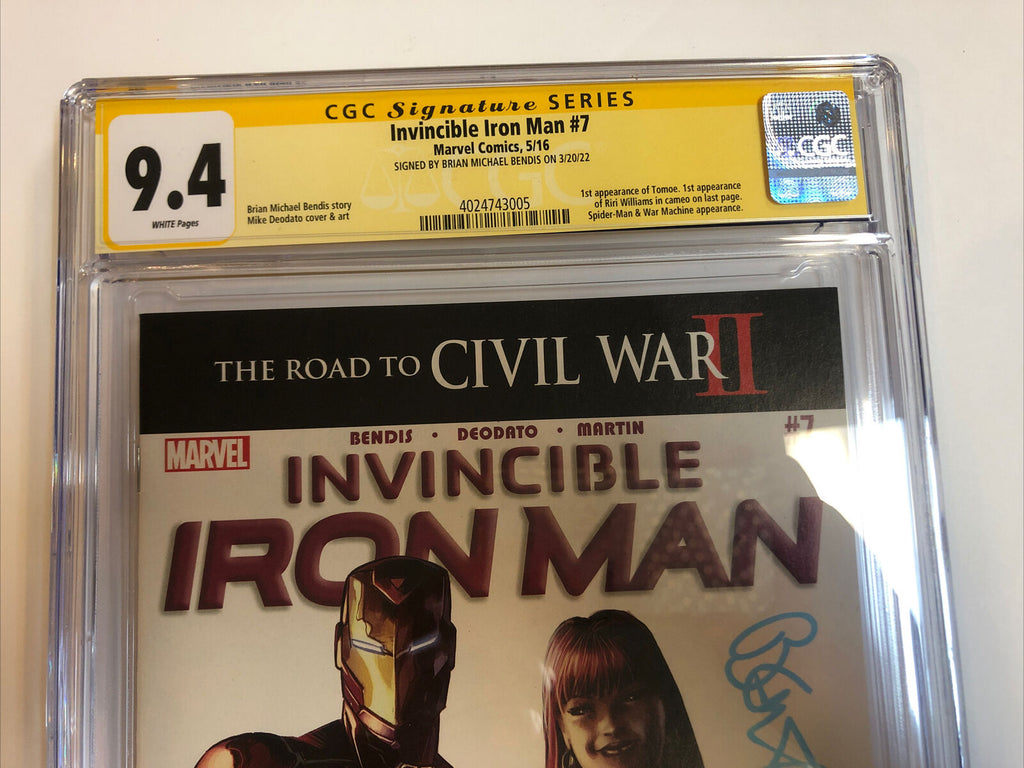 CGC Signature SERIES
Invincible Iron Man #7
Marvel Comics, 5/16
SIGNED BY BRIAN MICHAEL BENDIS ON 3/20/22
9.4
WHITE Pages
Brian Michael Bendis story
Mike Deodato cover & art
4024743005
1st appearance of Tomoe. 1st appearance
of Riri Williams in cameo on last page.
Spider-Man & War Machine appearance.
CGC
CGC
THE ROAD TO CIVIL WAR II
MARVEL
BENDIS • DEODATO • MARTIN
#7
INVINCIBLE
IRON MAN